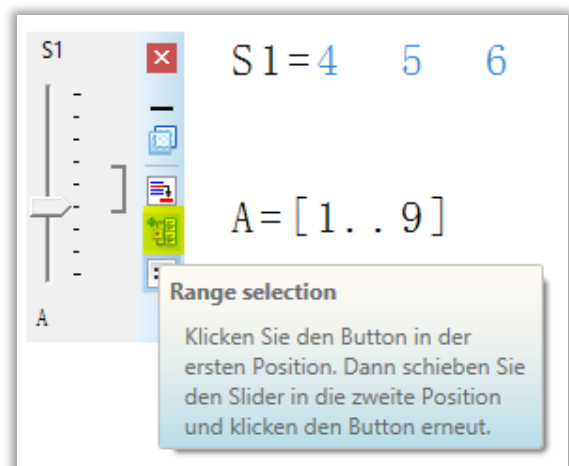 S1
S1=4 5 6
A=[1..9]
A
Range selection
Klicken Sie den Button in der
ersten Position. Dann schieben Sie
den Slider in die zweite Position
und klicken den Button erneut.